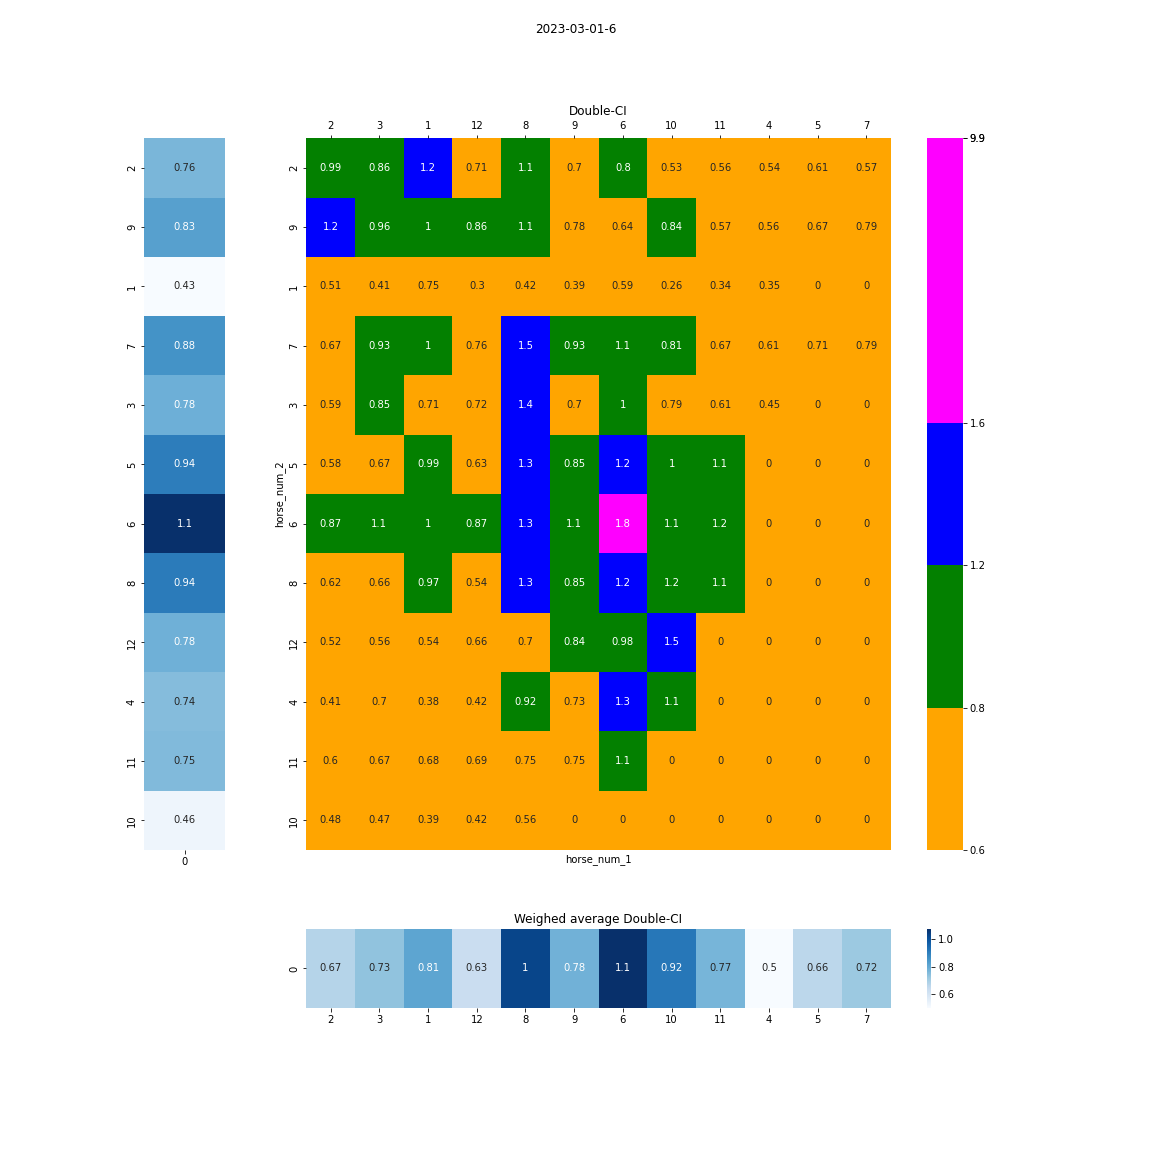 2023-03-01-6
Double-CI
2 3 1 12 8 9 6 10 11 4 5 7
2 0.76 2 0.99 0.86 1.2 0.71 1.1 0.7 0.8 0.53 0.56 0.54 0.61 0.57 9.9
9 0.83 9 1.2 0.96 1 0.86 1.1 0.78 0.64 0.84 0.57 0.56 0.67 0.79
1 0.43 1 0.51 0.41 0.75 0.3 0.42 0.39 0.59 0.26 0.34 0.35 0 0
7 0.88 7 0.67 0.93 1 0.76 1.5 0.93 1.1 0.81 0.67 0.61 0.71 0.79
3 0.78 3 0.59 0.85 0.71 0.72 1.4 0.7 1 0.79 0.61 0.45 0 0
1.6
5 0.94 5 0.58 0.67 0.99 0.63 1.3 0.85 1.2 1 1.1 0 0 0
horse_num_2
6 1.1 6 0.87 1.1 1 0.87 1.3 1.1 1.8 1.1 1.2 0 0 0
1.2
8 0.94 8 0.62 0.66 0.97 0.54 1.3 0.85 1.2 1.2 1.1 0 0 0
12 0.78 12 0.52 0.56 0.54 0.66 0.7 0.84 0.98 1.5 0 0 0 0
4 0.74 4 0.41 0.7 0.38 0.42 0.92 0.73 1.3 1.1 0 0 0 0
0.8
11 0.75 11 0.6 0.67 0.68 0.69 0.75 0.75 1.1 0 0 0 0 0
10 0.46 10 0.48 0.47 0.39 0.42 0.56 0 0 0 0 0 0 0
0.6
0 horse_num_1
Weighed average Double-CI
1.0
0 0.67 0.73 0.81 0.63 1 0.78 1.1 0.92 0.77 0.5 0.66 0.72 0.8
0.6
2 3 1 12 8 9 6 10 11 4 5 7